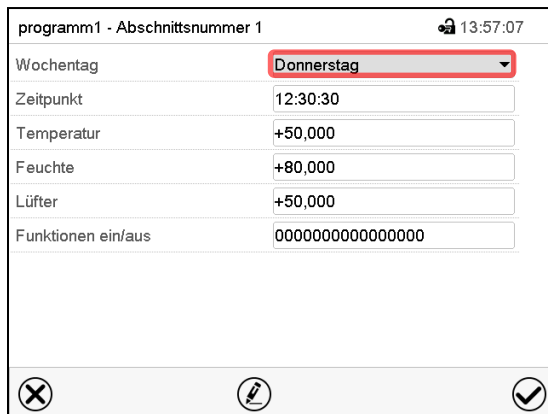 programm1 - Abschnittsnummer 1 13:57:07
Wochentag Donnerstag
Zeitpunkt 12:30:30
Temperatur +50,000
Feuchte +80,000
Lüfter +50,000
Funktionen ein/aus 0000000000000000